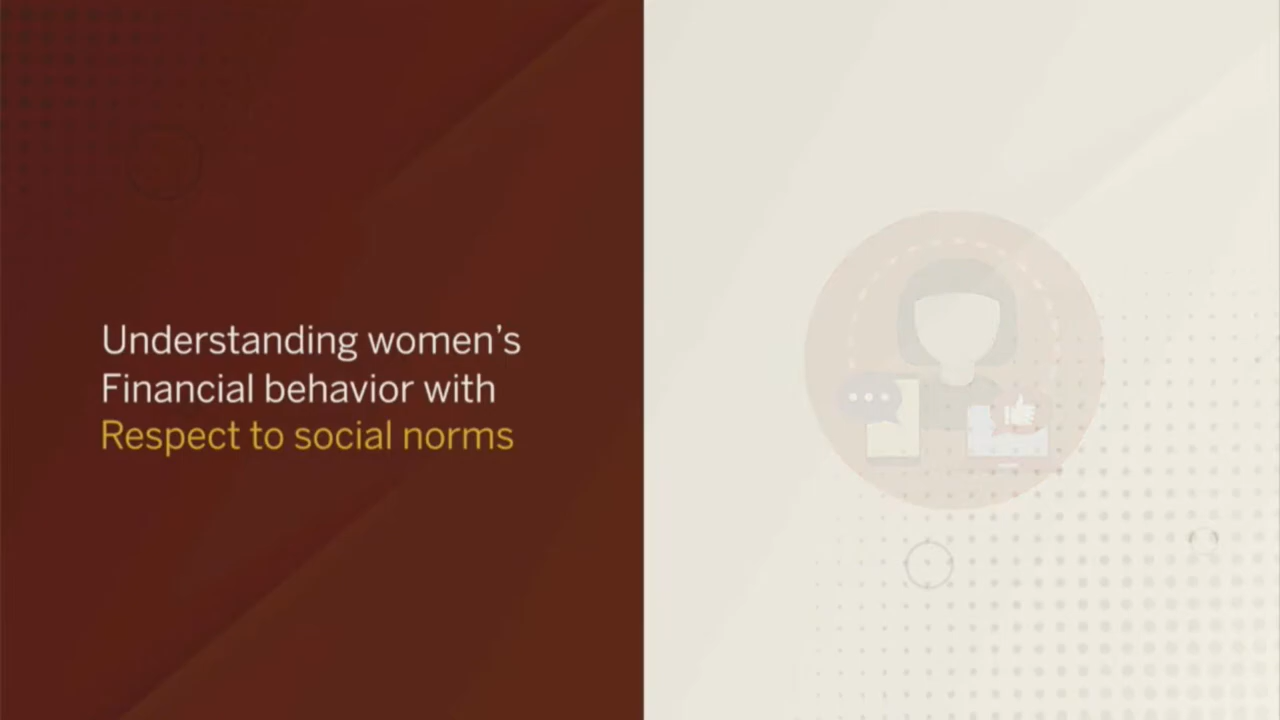 Understanding women's
Financial behavior with
Respect to social norms